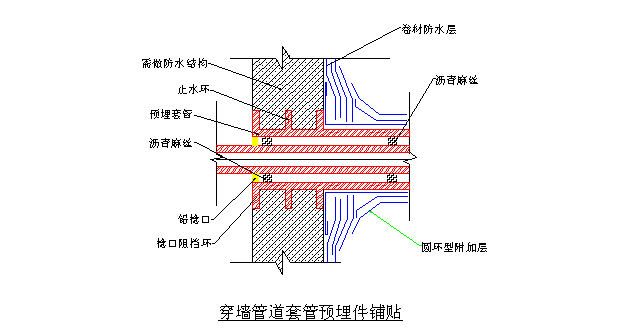 卷材防水层
需做防水结构
沥青麻丝
止水环
预埋套管
沥青麻丝
铅捻口
捻口阻挡环
圆环型附加层
穿墙管道套管预埋件铺贴